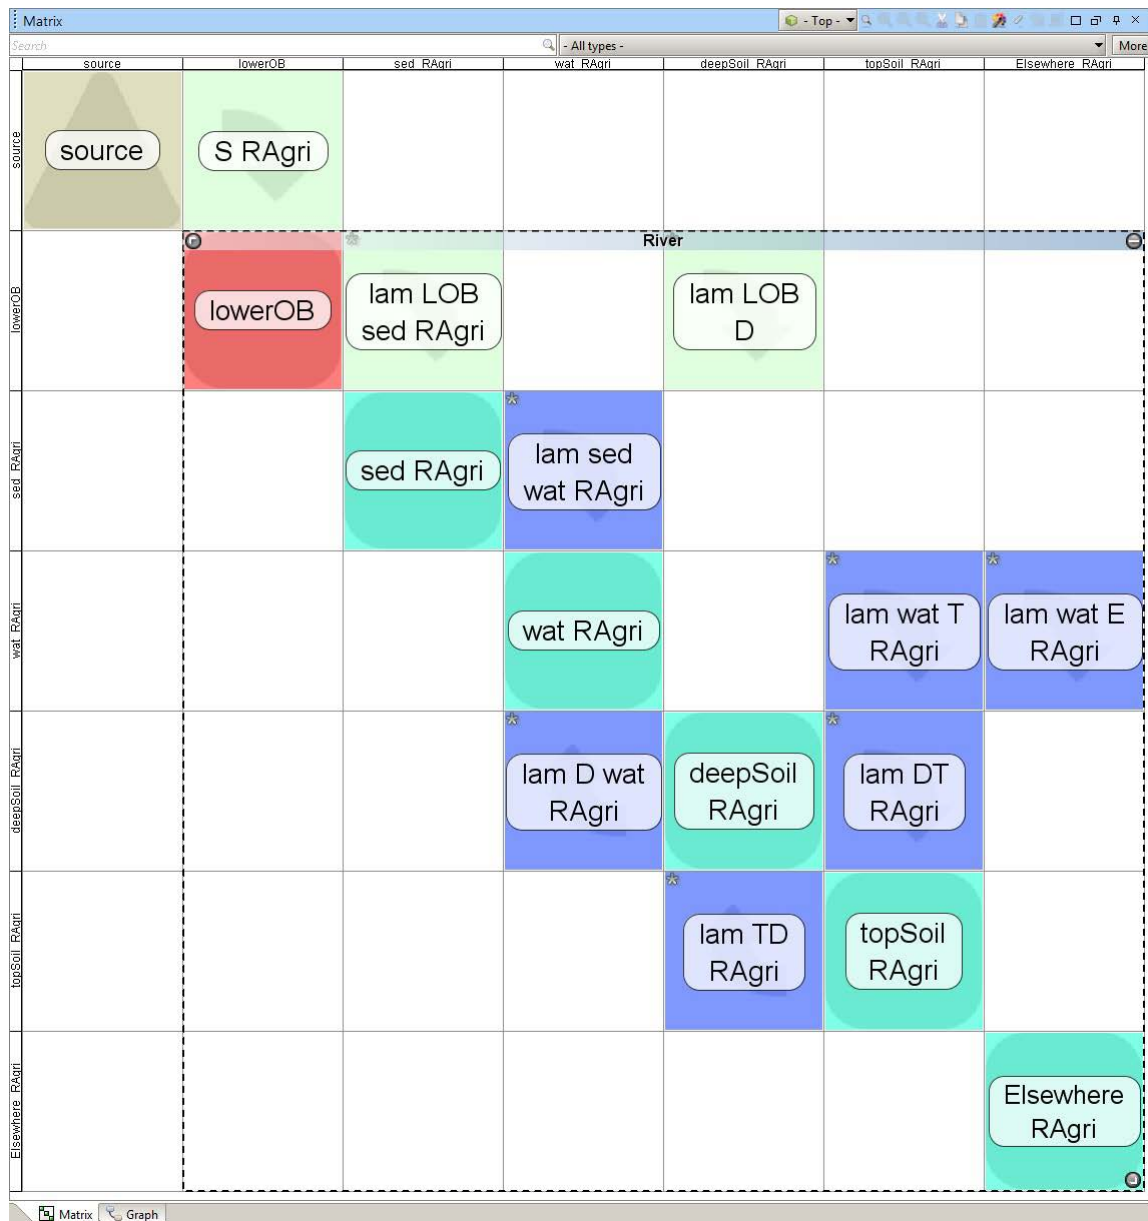 Matrix
- Top -
Search
- All types -
More
source lowerOB sed_RAgri wat_RAgri deepSoil_RAgri topSoil_RAgri Elsewhere_RAgri
source
source
S RAgri
River
lowerOB
lowerOB
lam LOB
sed RAgri
lam LOB
D
sed_RAgri
sed RAgri
lam sed
wat RAgri
wat_RAgri
wat RAgri
lam wat T
RAgri
lam wat E
RAgri
deepSoil_RAgri
lam D wat
RAgri
deepSoil
RAgri
lam DT
RAgri
topSoil_RAgri
lam TD
RAgri
topSoil
RAgri
Elsewhere_RAgri
Elsewhere
RAgri
Matrix Graph